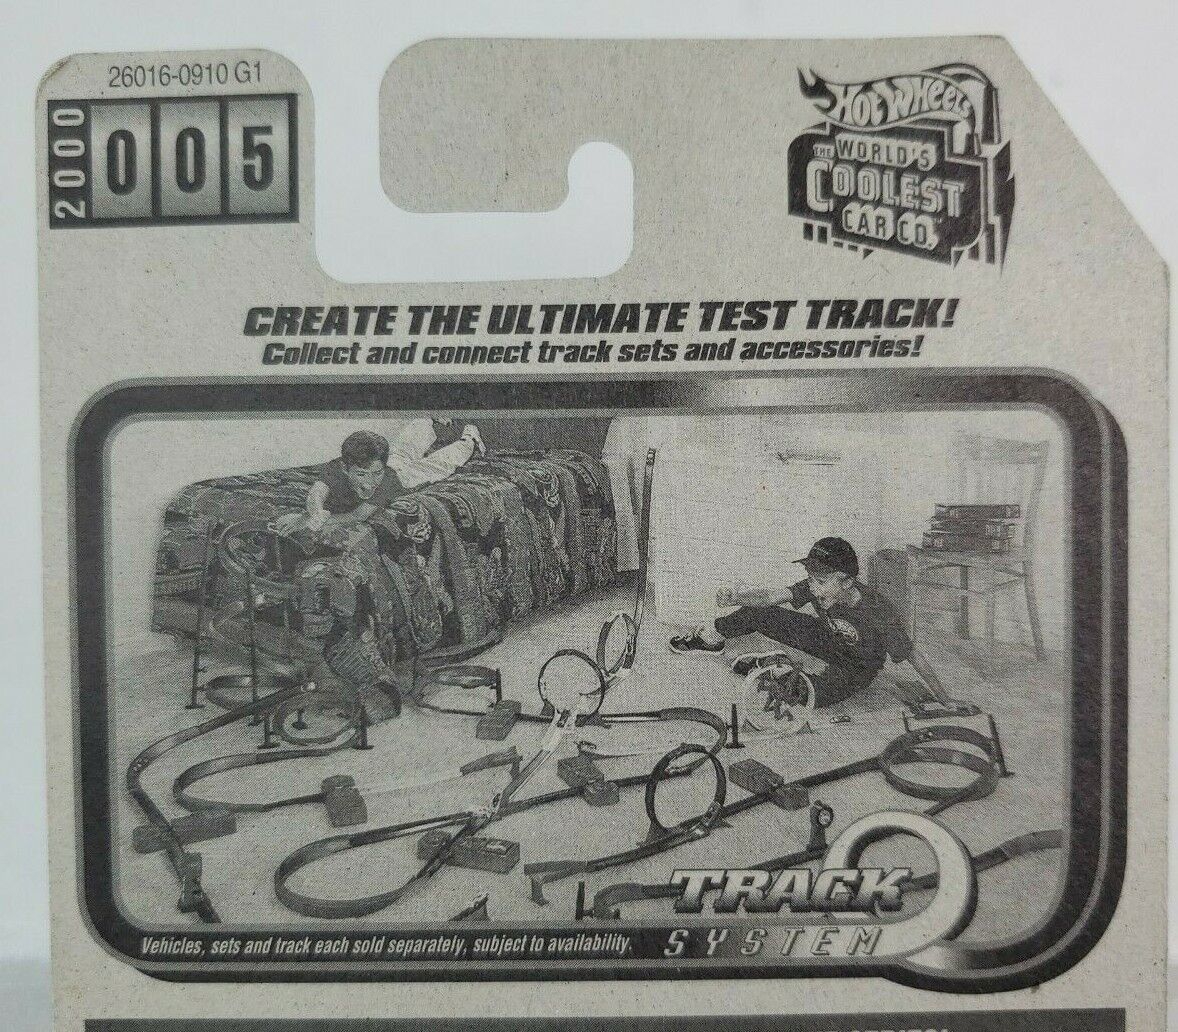 26016-0910 G1
2000
005
HOT WHEELS
THE WORLD'S
COOLEST
CAR CO.
CREATE THE ULTIMATE TEST TRACK!
Collect and connect track sets and accessories!
TRACK
SYSTEM
Vehicles, sets and track each sold separately, subject to availability.